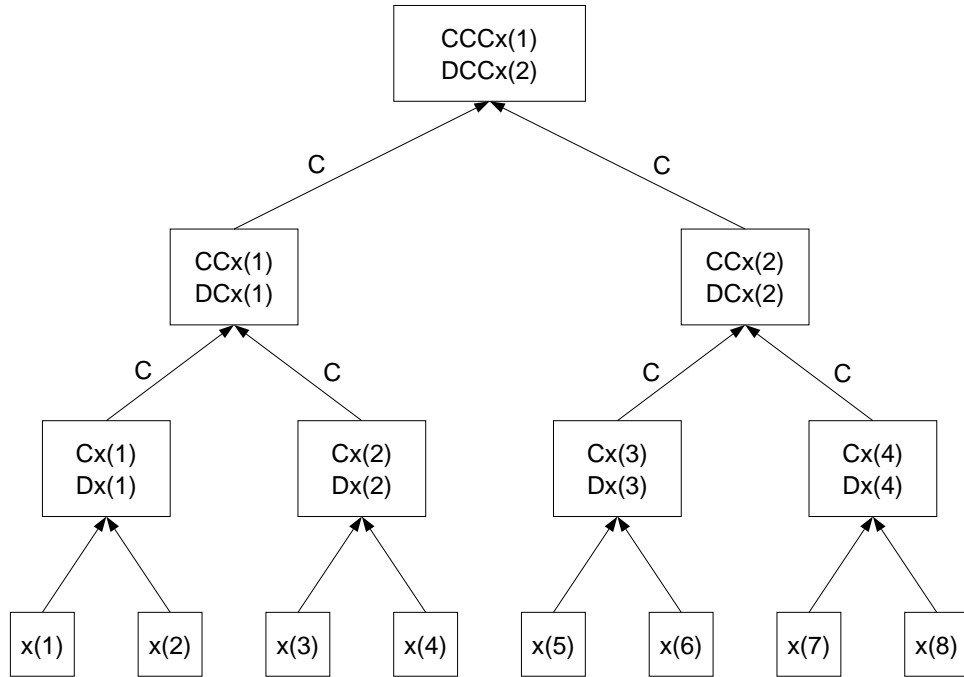 CCCx(1)
DCCx(2)
C
C
CCx(1)
DCx(1)
CCx(2)
DCx(2)
C
C
C
C
Cx(1)
Dx(1)
Cx(2)
Dx(2)
Cx(3)
Dx(3)
Cx(4)
Dx(4)
x(1)
x(2)
x(3)
x(4)
x(5)
x(6)
x(7)
x(8)